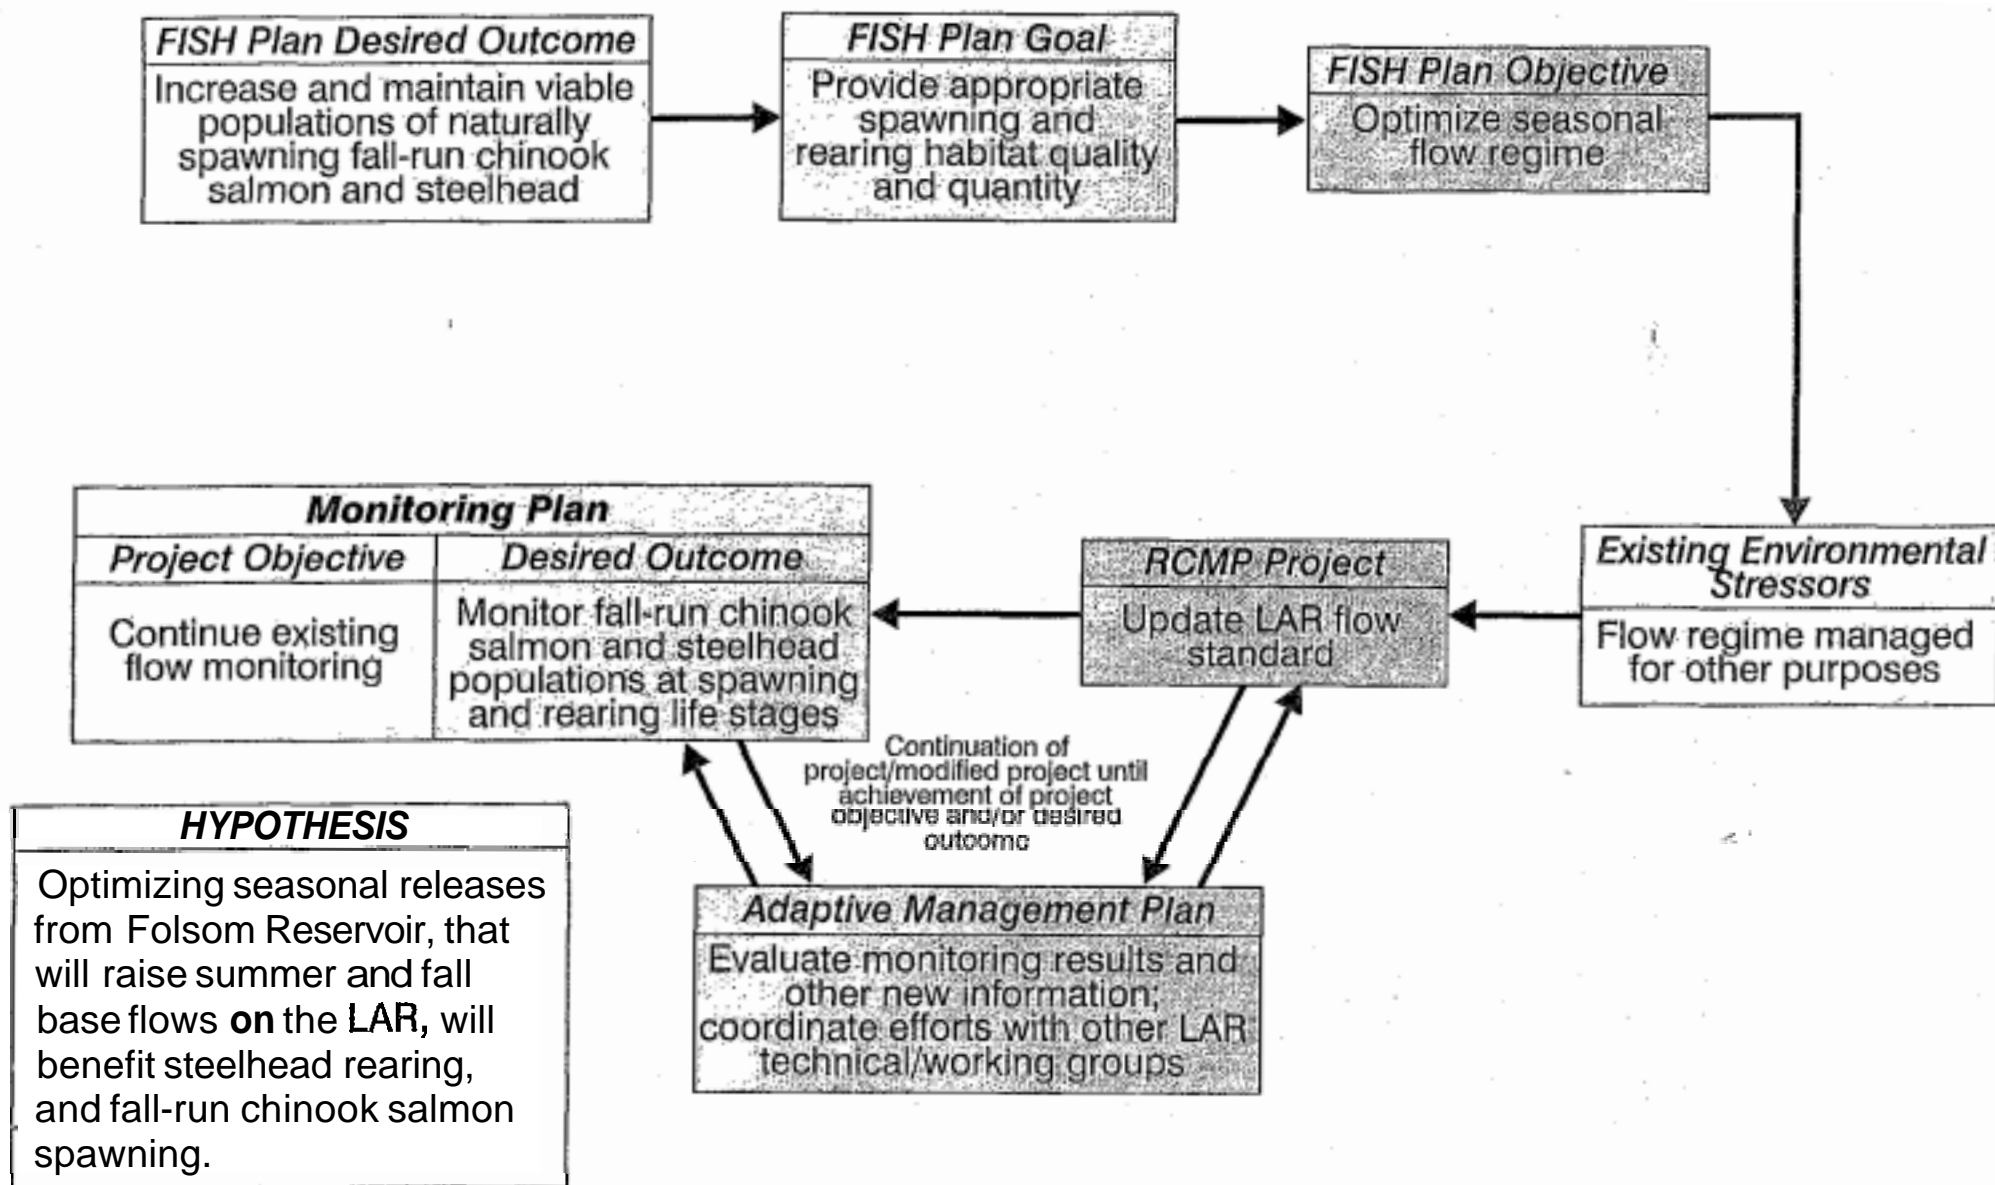 FISH Plan Desired Outcome
Increase and maintain viable
populations of naturally
spawning fall-run chinook
salmon and steelhead
FISH Plan Goal
Provide appropriate
spawning and
rearing habitat quality
and quantity
FISH Plan Objective
Optimize seasonal
flow regime
Existing Environmental
Stressors
Flow regime managed
for other purposes
RCMP Project
Update LAR flow
standard
Monitoring Plan
Project Objective
Continue existing
flow monitoring
Desired Outcome
Monitor fall-run chinook
salmon and steelhead
populations at spawning
and rearing life stages
Continuation of
project/modified project until
achievement of project
objective and/or desired
outcome
Adaptive Management Plan
Evaluate monitoring results and
other new information;
coordinate efforts with other LAR
technical/working groups
HYPOTHESIS
Optimizing seasonal releases
from Folsom Reservoir, that
will raise summer and fall
base flows on the LAR, will
benefit steelhead rearing,
and fall-run chinook salmon
spawning.